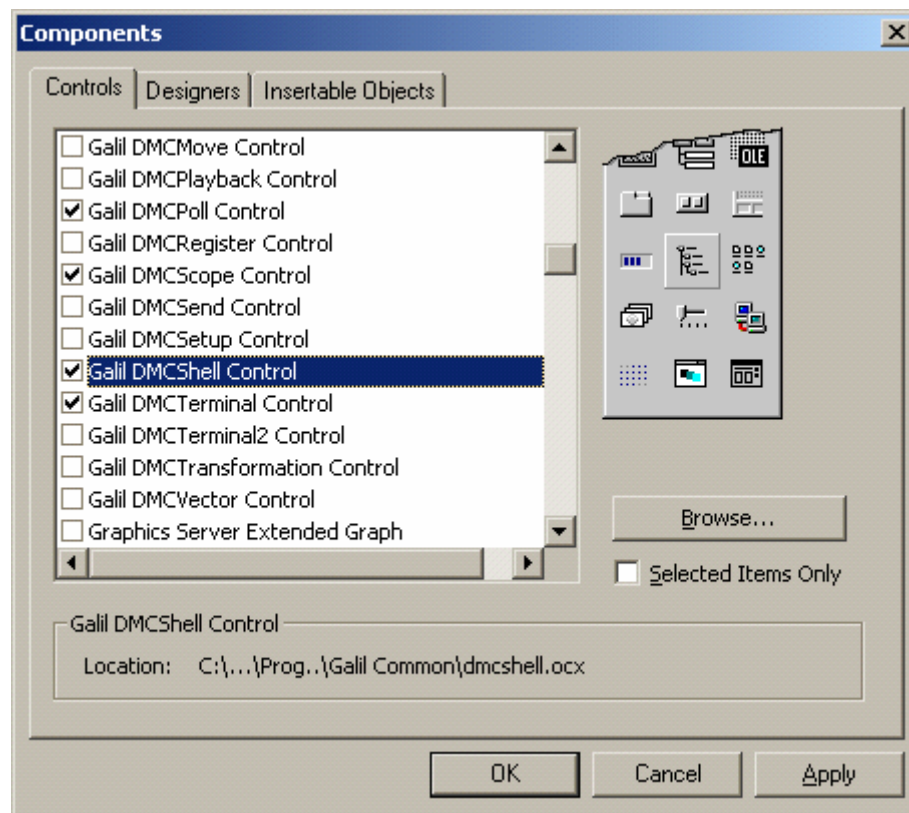 Components
Controls Designers Insertable Objects
Galil DMCMove Control
Galil DMCPlayback Control
Galil DMCPoll Control
Galil DMCRegister Control
Galil DMCScope Control
Galil DMCSend Control
Galil DMCSetup Control
Galil DMCShell Control
Galil DMCTerminal Control
Galil DMCTerminal2 Control
Galil DMCTransformation Control
Galil DMCVector Control
Graphics Server Extended Graph
OLE
Browse...
Selected Items Only
Galil DMCShell Control
Location: C:\...\Prog..\Galil Common\dmcshell.ocx
OK Cancel Apply